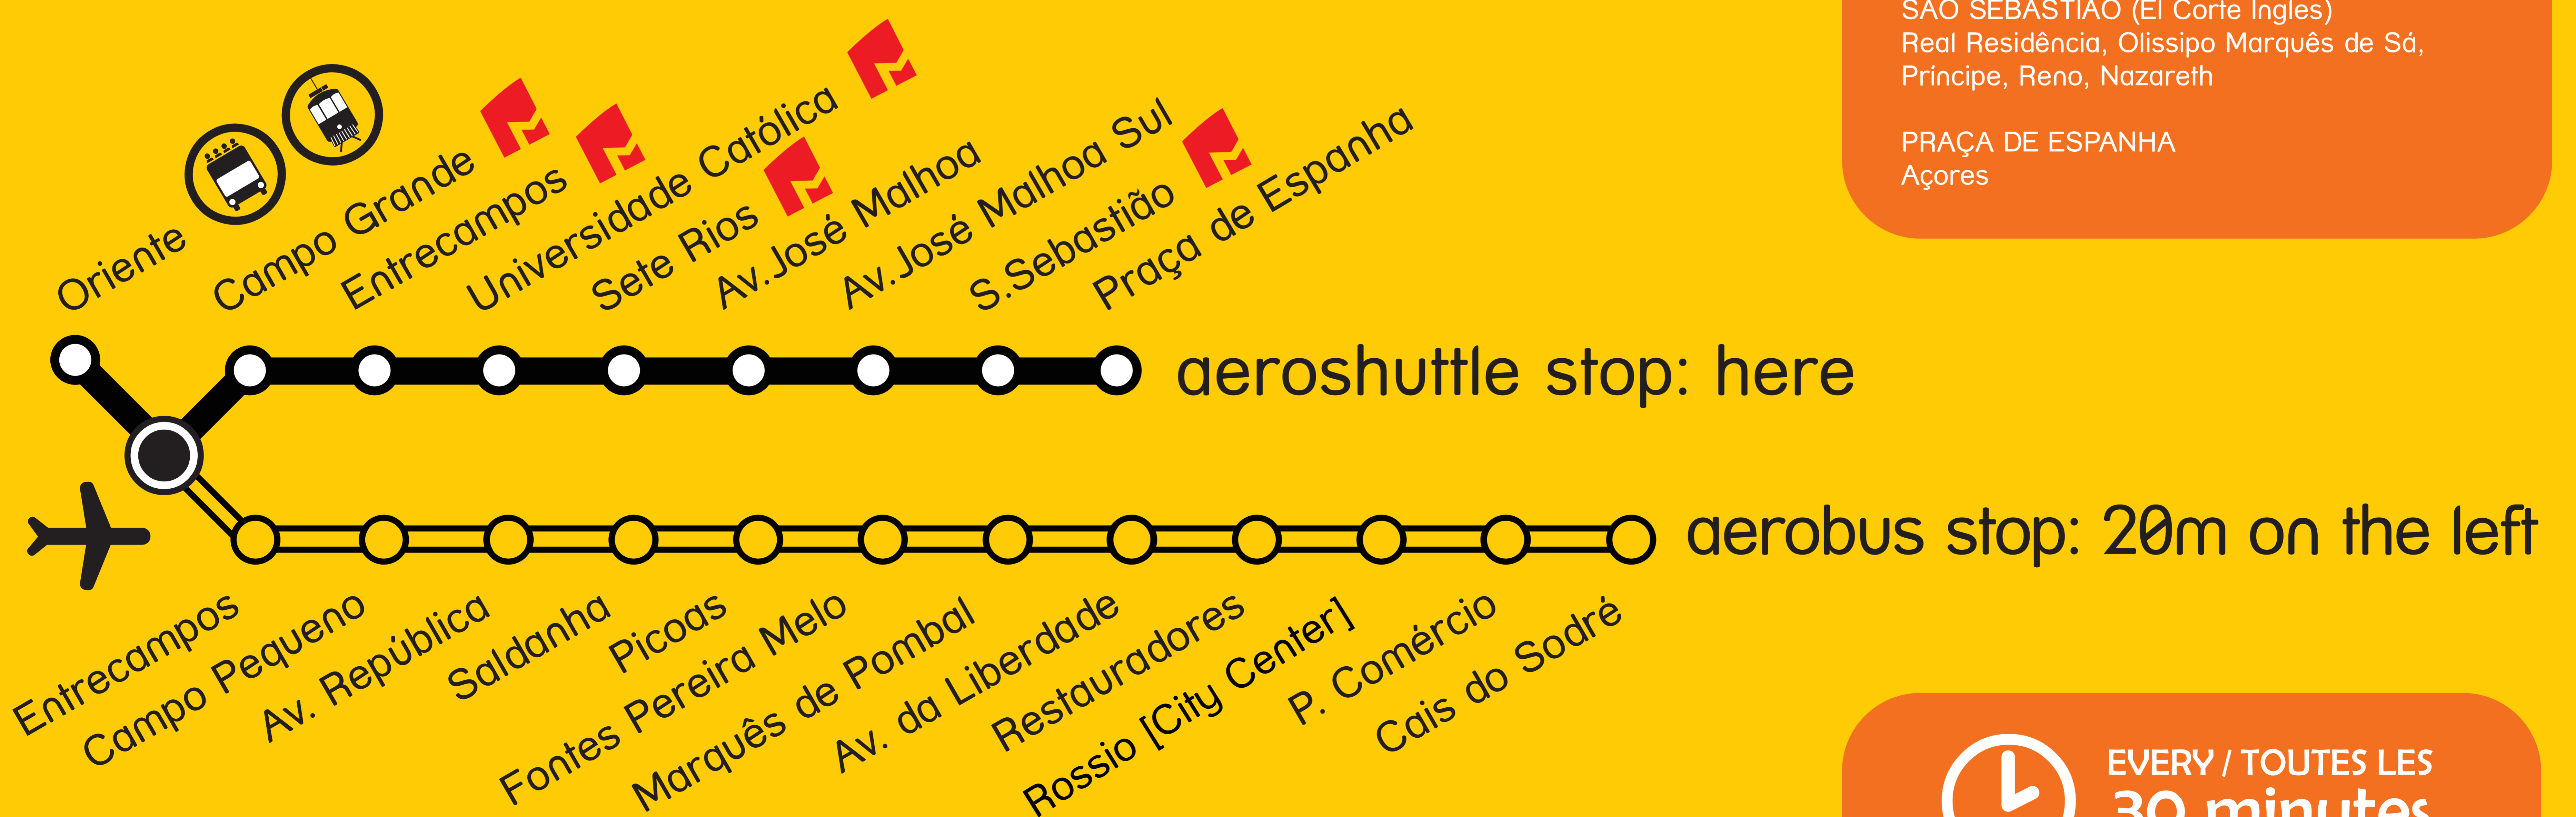 SÃO SEBASTIÃO (El Corte Ingles)
Real Residência, Olissipo Marquês de Sá,
Príncipe, Reno, Nazareth
PRAÇA DE ESPANHA
Açores
Oriente
Campo Grande
Entrecampos
Universidade Católica
Sete Rios
Av.José Malhoa
Av.José Malhoa Sul
S.Sebastião
Praça de Espanha
aeroshuttle stop: here
aerobus stop: 20m on the left
Entrecampos
Campo Pequeno
Av. República
Saldanha
Picoas
Fontes Pereira Melo
Marquês de Pombal
Av. da Liberdade
Restauradores
Rossio [City Center]
P. Comércio
Cais do Sodré
EVERY / TOUTES LES
30 minutes